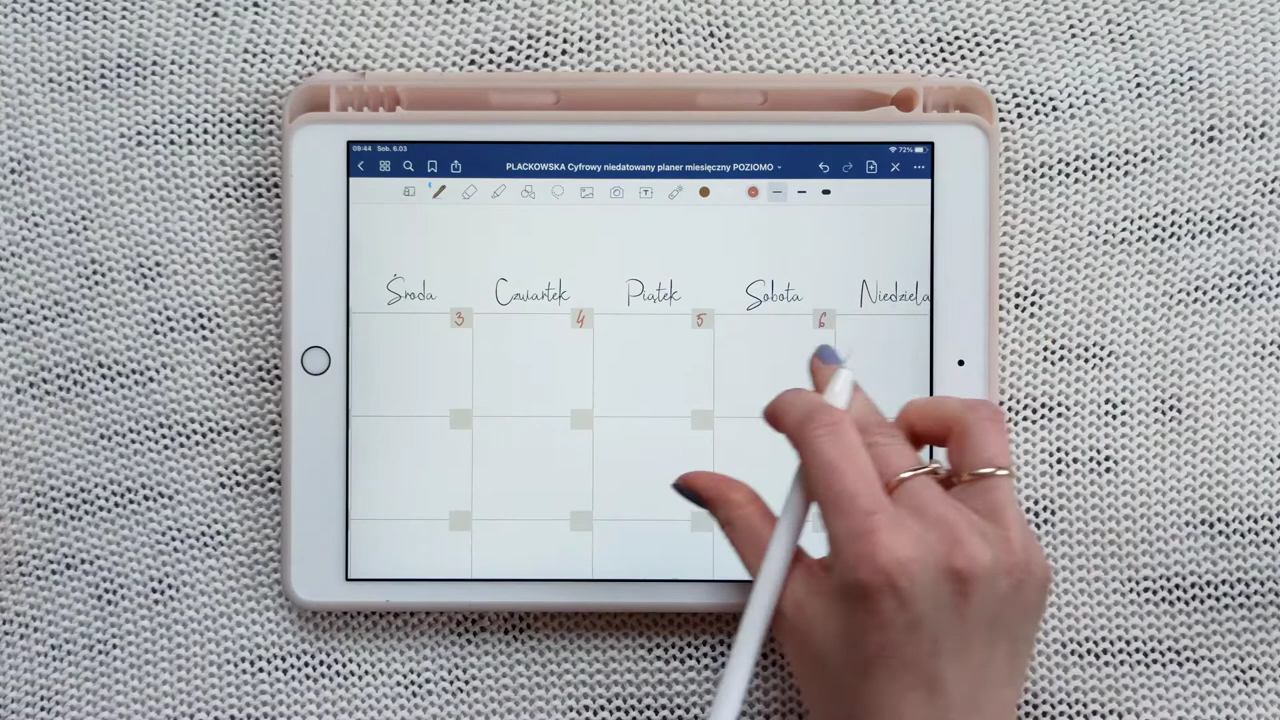 09:44 Sob. 6.03 72%
PLACKOWSKA Cyfrowy niedatowany planer miesięczny POZIOMO
T
Środa Czwartek Piątek Sobota Niedziela
3 4 5 6